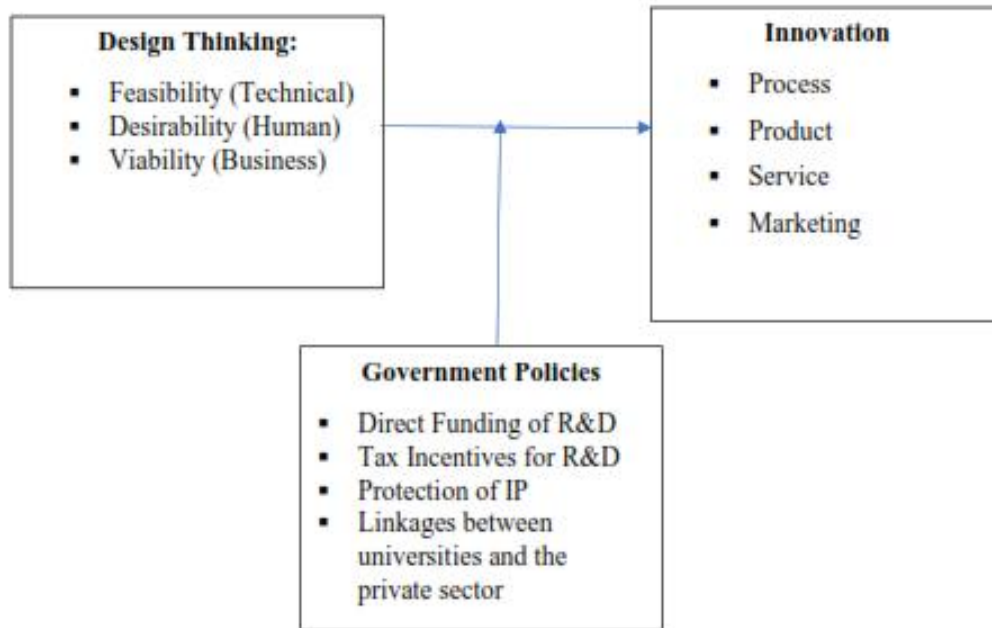 Design Thinking:
▪ Feasibility (Technical)
▪ Desirability (Human)
▪ Viability (Business)
Innovation
▪ Process
▪ Product
▪ Service
▪ Marketing
Government Policies
▪ Direct Funding of R&D
▪ Tax Incentives for R&D
▪ Protection of IP
▪ Linkages between
universities and the
private sector